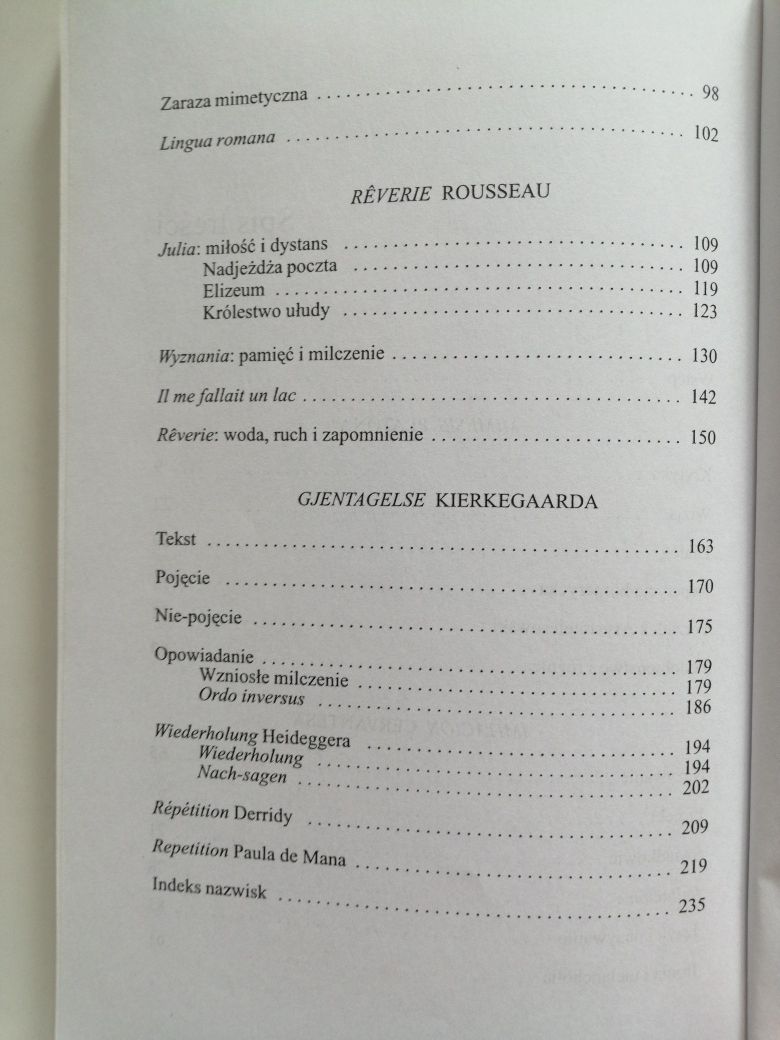 Zaraza mimetyczna . . . . . . . . . . . . . . . . . . . . . . . . . . . . . . . . . . . . . . . 98
Lingua romana . . . . . . . . . . . . . . . . . . . . . . . . . . . . . . . . . . . . . . . . . 102
RÊVERIE ROUSSEAU
Julia: miłość i dystans . . . . . . . . . . . . . . . . . . . . . . . . . . . . . . . . . . . 109
Nadjeżdża poczta . . . . . . . . . . . . . . . . . . . . . . . . . . . . . . . . . . 109
Elizeum . . . . . . . . . . . . . . . . . . . . . . . . . . . . . . . . . . . . . . . . . . 119
Królestwo ułudy . . . . . . . . . . . . . . . . . . . . . . . . . . . . . . . . . . . 123
Wyznania: pamięć i milczenie . . . . . . . . . . . . . . . . . . . . . . . . . . . . . . 130
Il me fallait un lac . . . . . . . . . . . . . . . . . . . . . . . . . . . . . . . . . . . . . . . 142
Rêverie: woda, ruch i zapomnienie . . . . . . . . . . . . . . . . . . . . . . . . . . 150
GJENTAGELSE KIERKEGAARDA
Tekst . . . . . . . . . . . . . . . . . . . . . . . . . . . . . . . . . . . . . . . . . . . . . . . . 163
Pojęcie . . . . . . . . . . . . . . . . . . . . . . . . . . . . . . . . . . . . . . . . . . . . . . 170
Nie-pojęcie . . . . . . . . . . . . . . . . . . . . . . . . . . . . . . . . . . . . . . . . . . . 175
Opowiadanie . . . . . . . . . . . . . . . . . . . . . . . . . . . . . . . . . . . . . . . . . . 179
Wzniosłe milczenie . . . . . . . . . . . . . . . . . . . . . . . . . . . . . . . . . 179
Ordo inversus . . . . . . . . . . . . . . . . . . . . . . . . . . . . . . . . . . . . . 186
Wiederholung Heideggera . . . . . . . . . . . . . . . . . . . . . . . . . . . . . . . . 194
Wiederholung . . . . . . . . . . . . . . . . . . . . . . . . . . . . . . . . . . . . . 194
Nach-sagen . . . . . . . . . . . . . . . . . . . . . . . . . . . . . . . . . . . . . . . 202
Répétition Derridy . . . . . . . . . . . . . . . . . . . . . . . . . . . . . . . . . . . . . 209
Repetition Paula de Mana . . . . . . . . . . . . . . . . . . . . . . . . . . . . . . . . 219
Indeks nazwisk . . . . . . . . . . . . . . . . . . . . . . . . . . . . . . . . . . . . . . . . 235